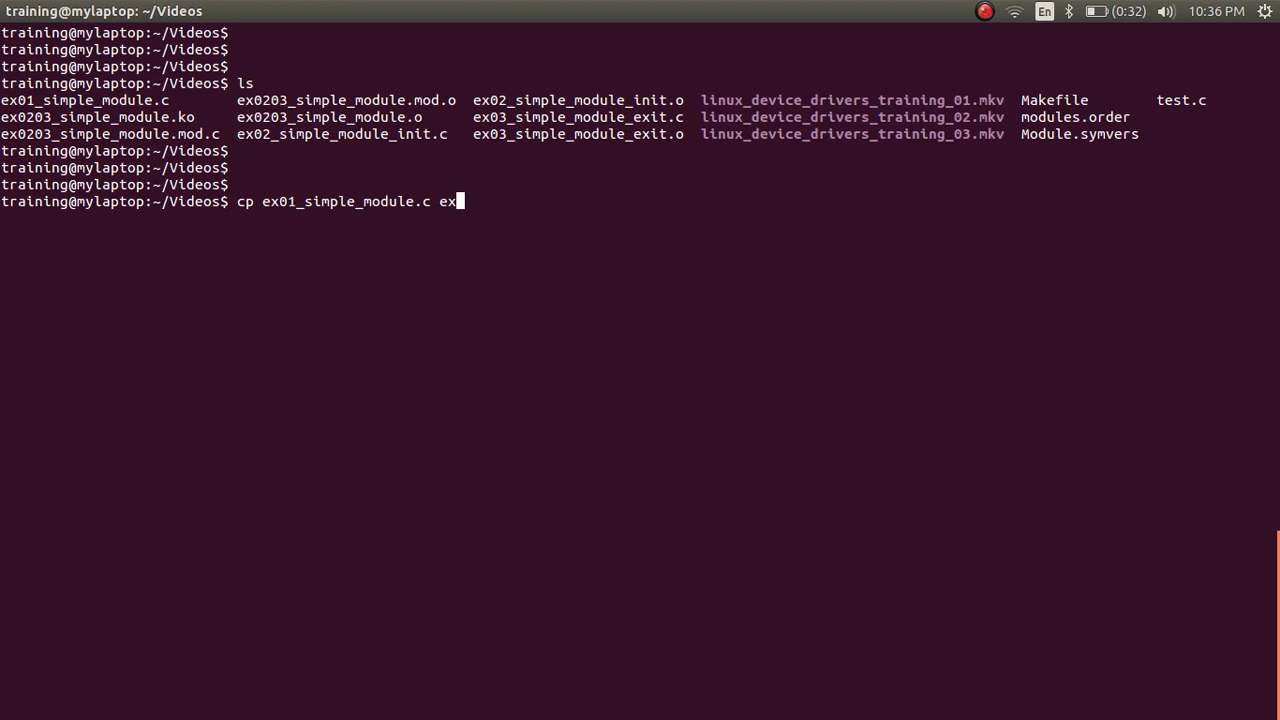 training@mylaptop: ~/Videos En (0:32) 10:36 PM
training@mylaptop:~/Videos$
training@mylaptop:~/Videos$
training@mylaptop:~/Videos$
training@mylaptop:~/Videos$ ls
ex01_simple_module.c ex0203_simple_module.mod.o ex02_simple_module_init.o linux_device_drivers_training_01.mkv Makefile test.c
ex0203_simple_module.ko ex0203_simple_module.o ex03_simple_module_exit.c linux_device_drivers_training_02.mkv modules.order
ex0203_simple_module.mod.c ex02_simple_module_init.c ex03_simple_module_exit.o linux_device_drivers_training_03.mkv Module.symvers
training@mylaptop:~/Videos$
training@mylaptop:~/Videos$
training@mylaptop:~/Videos$
training@mylaptop:~/Videos$ cp ex01_simple_module.c ex